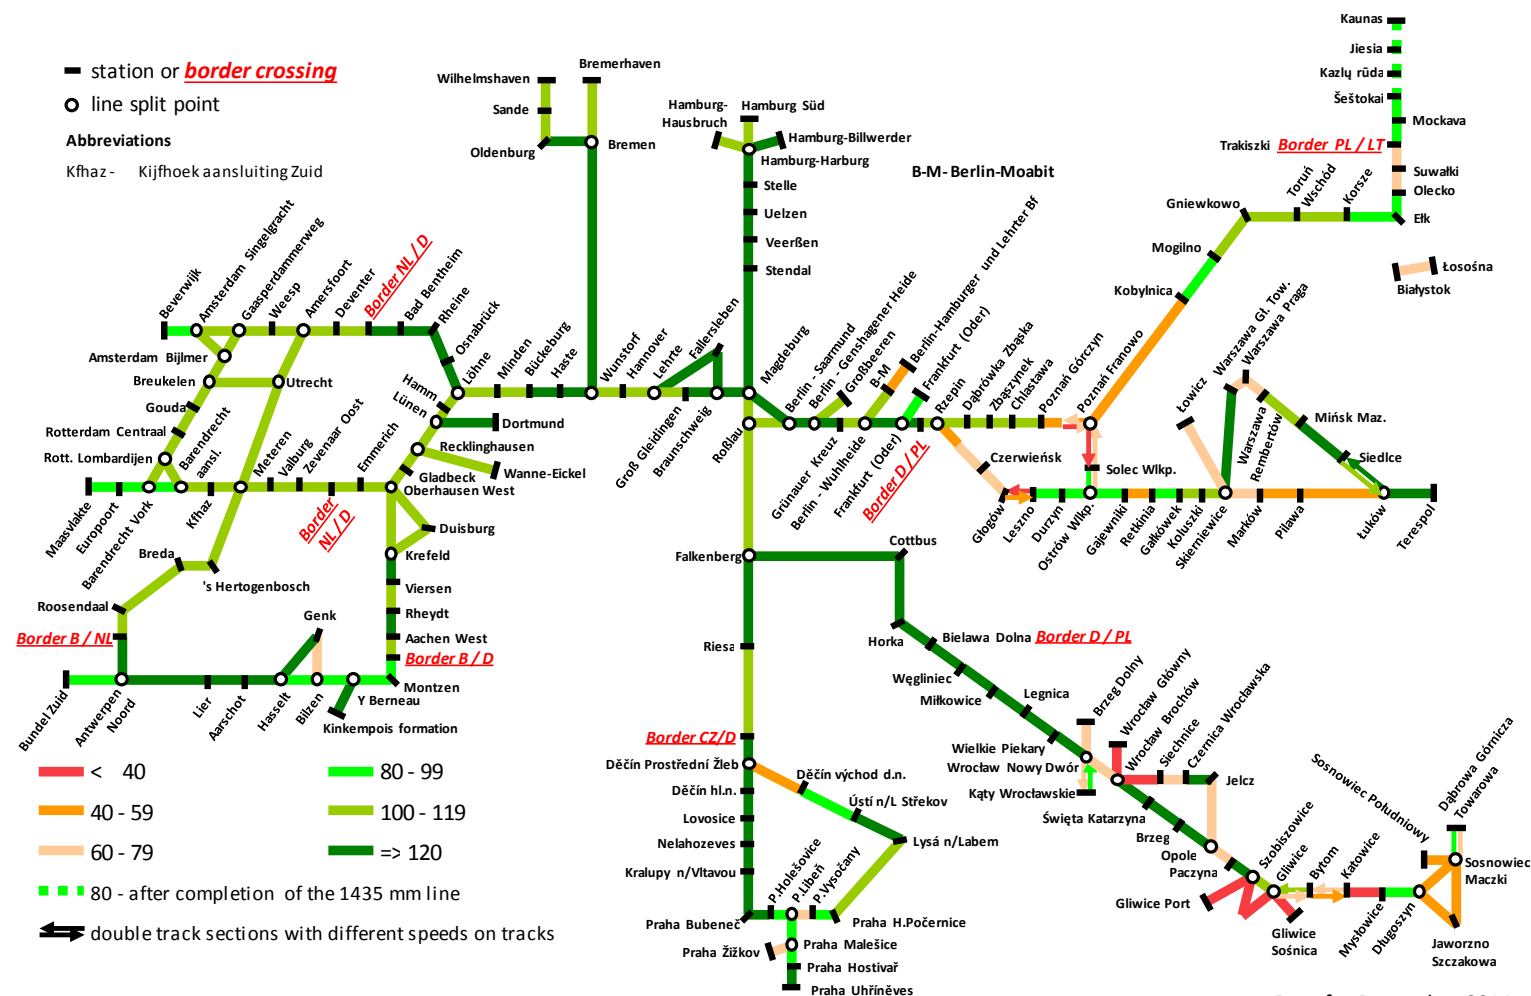 station or border crossing
line split point
Abbreviations
Kfhaz - Kijfhoek aansluiting Zuid
B-M- Berlin-Moabit
Wilhelmshaven
Sande
Oldenburg
Bremerhaven
Bremen
Hamburg-
Hausbruch
Hamburg Süd
Hamburg-Billwerder
Hamburg-Harburg
Stelle
Uelzen
Veerßen
Stendal
Kaunas
Jiesia
Kazlų rūda
Šeštokai
Mockava
Trakiszki Border PL / LT
Suwałki
Olecko
Ełk
Korsze
Toruń
Wschód
Gniewkowo
Mogilno
Kobylnica
Łosośna
Białystok
Beverwijk
Amsterdam Singelgracht
Gaasperdammerweg
Weesp
Amersfoort
Deventer
Border NL / D
Bad Bentheim
Rheine
Osnabrück
Löhne
Minden
Bückeburg
Haste
Wunstorf
Hannover
Lehrte
Fallersleben
Magdeburg
Groß Gleidingen
Braunschweig
Roßlau
Berlin - Saarmund
Berlin - Genshagener Heide
Großbeeren
B-M
Berlin-Hamburger und Lehrter Bf
Frankfurt (Oder)
Grünauer Kreuz
Berlin - Wuhlheide
Frankfurt (Oder)
Border D / PL
Rzepin
Dąbrówka Zbąska
Zbąszynek
Chlastawa
Poznań Górczyn
Poznań Franowo
Amsterdam Bijlmer
Breukelen
Utrecht
Gouda
Rotterdam Centraal
Rott. Lombardijen
Barendrecht
aansl.
Meteren
Valburg
Zevenaar Oost
Emmerich
Hamm
Lünen
Dortmund
Recklinghausen
Wanne-Eickel
Gladbeck
Oberhausen West
Maasvlakte
Europoort
Barendrecht Vork
Kfhaz
Border
NL / D
Duisburg
Krefeld
Viersen
Rheydt
Aachen West
Border B / D
Montzen
Breda
's Hertogenbosch
Roosendaal
Border B / NL
Genk
Bundel Zuid
Antwerpen
Noord
Lier
Aarschot
Hasselt
Bilzen
Y Berneau
Kinkempois formation
Czerwieńsk
Solec Wlkp.
Głogów
Leszno
Durzyn
Ostrów Wlkp.
Gajewniki
Retkinia
Gałkówek
Koluszki
Skierniewice
Łowicz
Warszawa Gł. Tow.
Warszawa Praga
Warszawa
Rembertów
Mińsk Maz.
Siedlce
Marków
Pilawa
Łuków
Terespol
Falkenberg
Cottbus
Riesa
Horka
Bielawa Dolna Border D / PL
Węgliniec
Miłkowice
Legnica
Wielkie Piekary
Wrocław Nowy Dwór
Kąty Wrocławskie
Brzeg Dolny
Wrocław Główny
Wrocław Brochów
Siechnice
Czernica Wrocławska
Jelcz
Święta Katarzyna
Brzeg
Opole
Paczyna
Szobiszowice
Gliwice
Bytom
Katowice
Gliwice Port
Gliwice
Sośnica
Mysłowice
Długoszyn
Sosnowiec Południowy
Dąbrowa Górnicza
Towarowa
Sosnowiec
Maczki
Jaworzno
Szczakowa
Border CZ/D
Děčín Prostřední Žleb
Děčín východ d.n.
Děčín hl.n.
Ústí n/L Střekov
Lovosice
Lysá n/Labem
Nelahozeves
Kralupy n/Vltavou
P.Holešovice
P.Libeň
P.Vysočany
Praha Bubeneč
Praha H.Počernice
Praha Malešice
Praha Žižkov
Praha Hostivař
Praha Uhříněves
< 40
40 - 59
60 - 79
80 - 99
100 - 119
=> 120
80 - after completion of the 1435 mm line
double track sections with different speeds on tracks